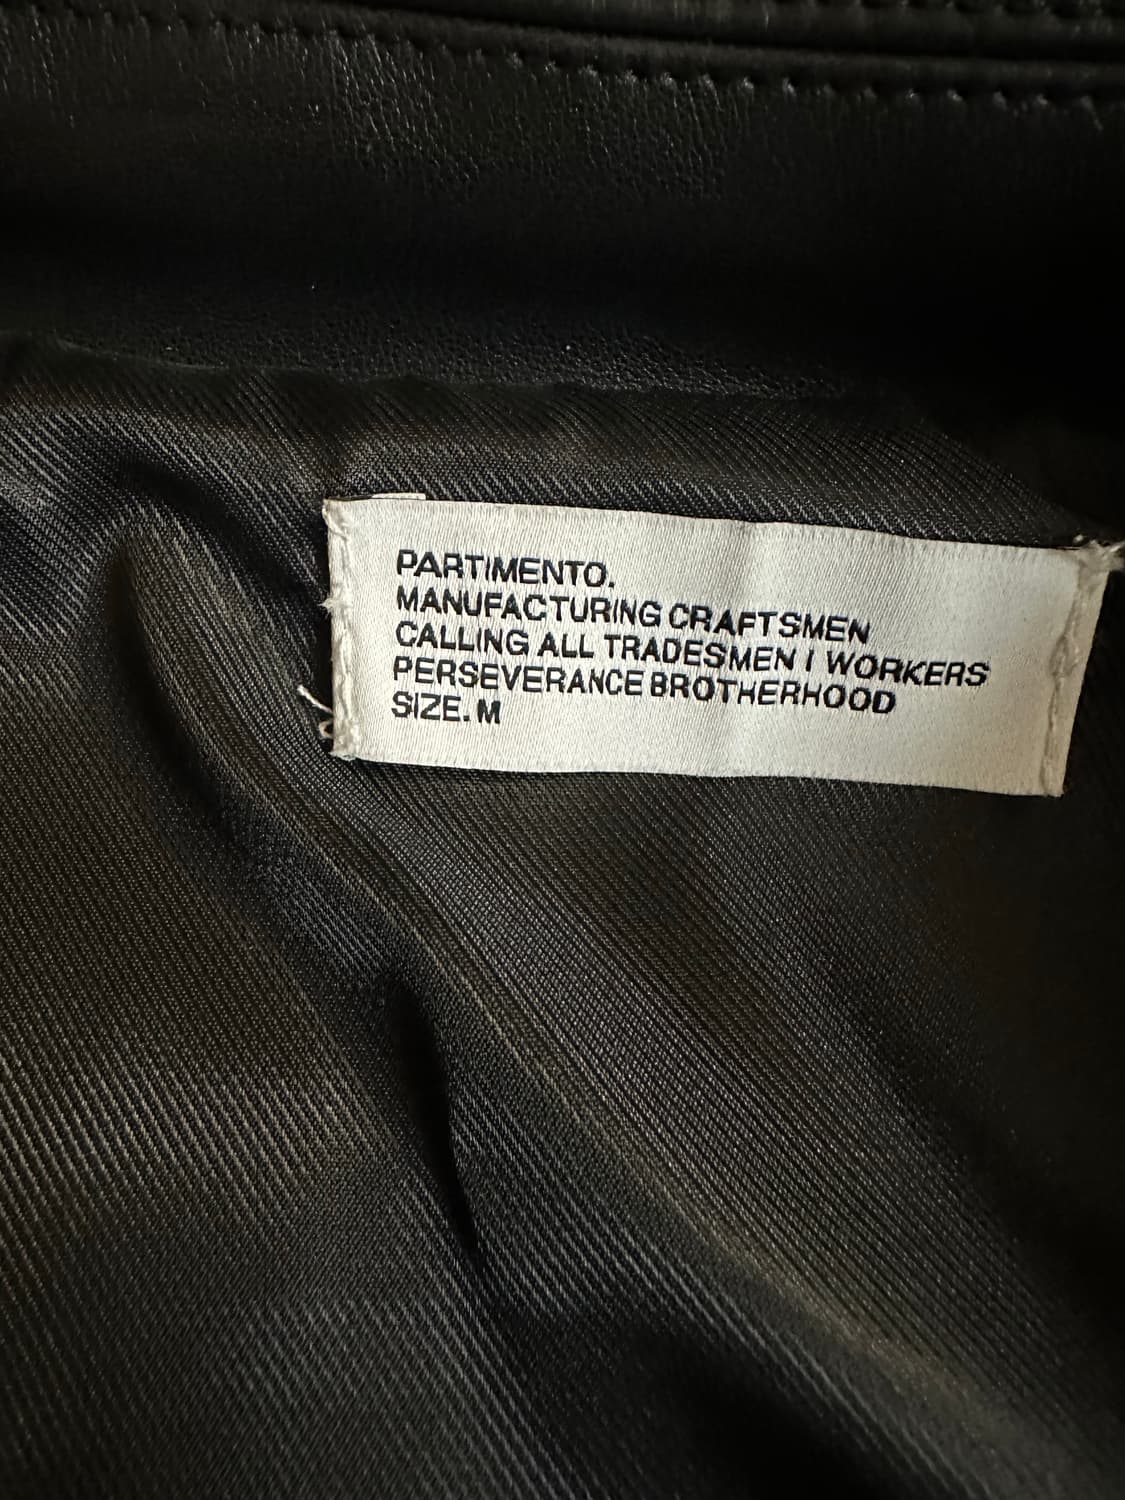 PARTIMENTO.
MANUFACTURING CRAFTSMEN
CALLING ALL TRADESMEN I WORKERS
PERSEVERANCE BROTHERHOOD
SIZE. M